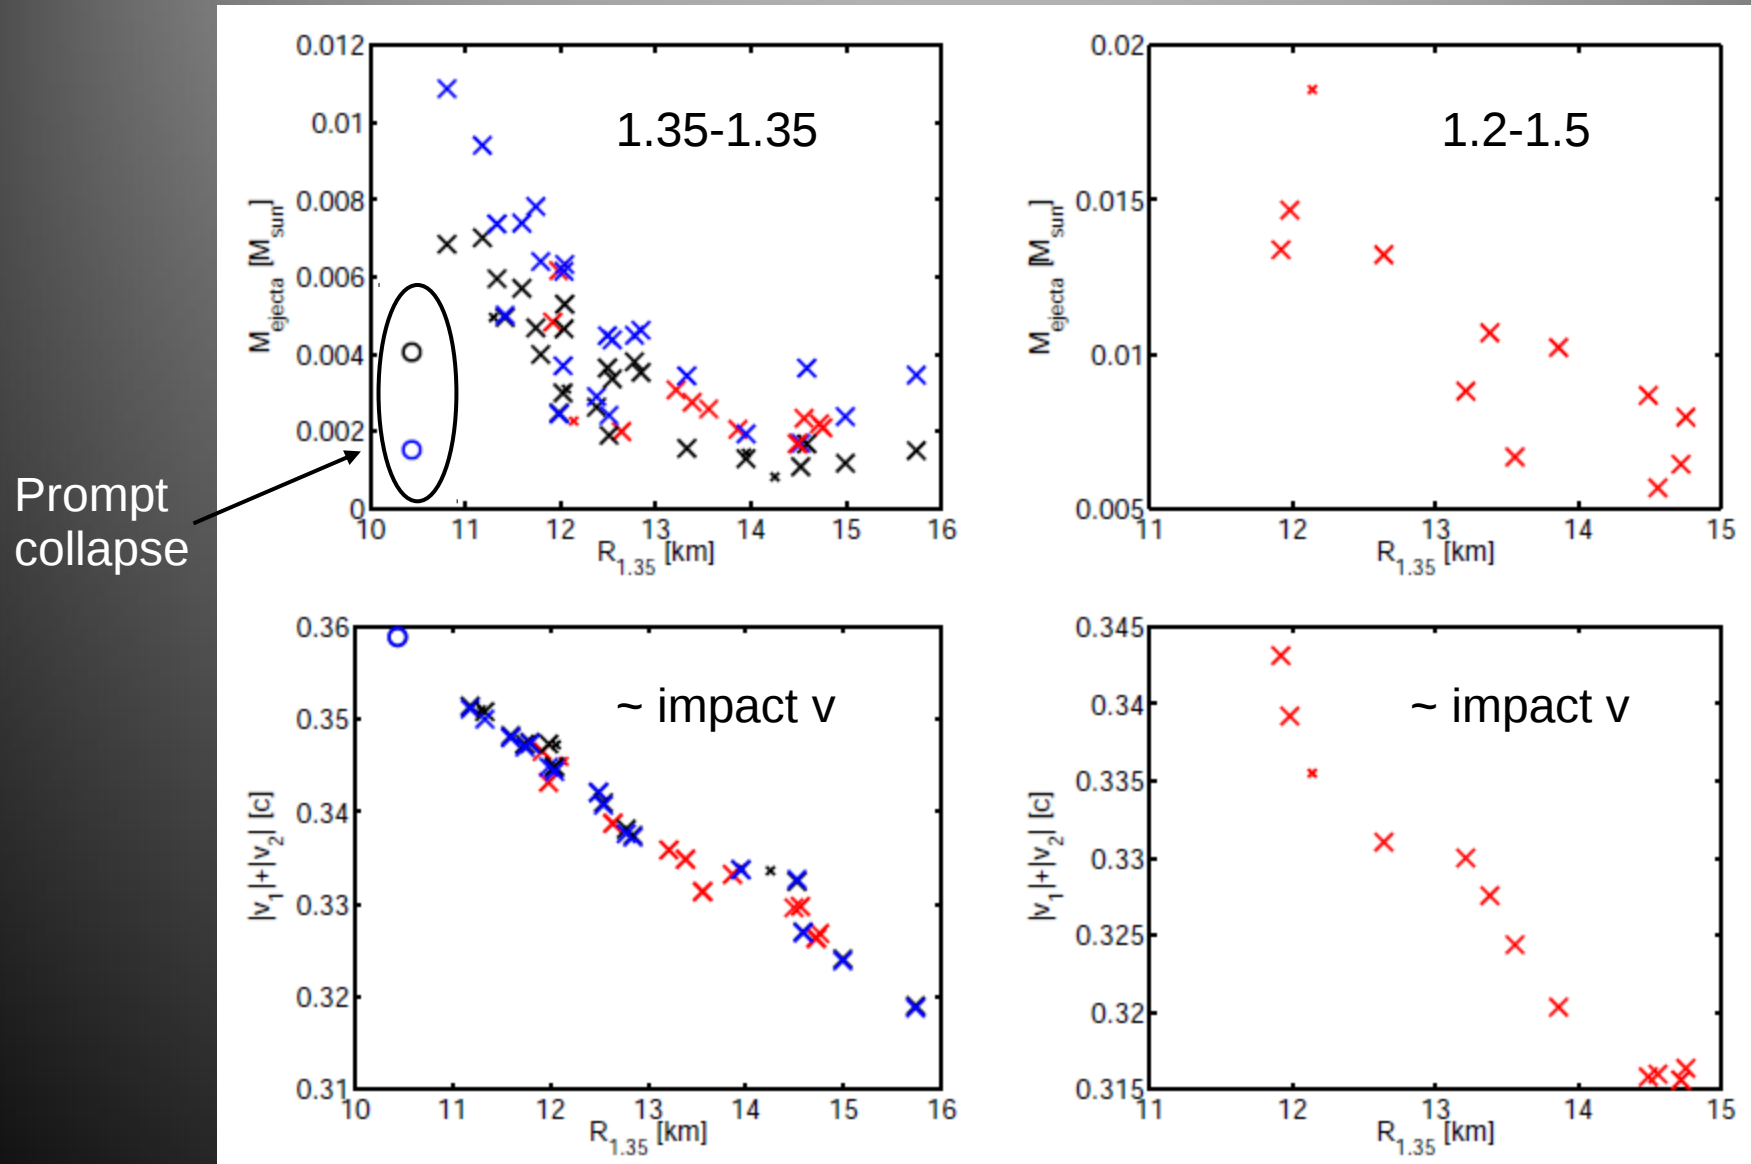 0.012
0.01
0.008
0.006
0.004
0.002
0
10 11 12 13 14 15 16
M_ejecta [M_sun]
R_1.35 [km]
1.35-1.35
0.02
0.015
0.01
0.005
11 12 13 14 15
M_ejecta [M_sun]
R_1.35 [km]
1.2-1.5
Prompt
collapse
0.36
0.35
0.34
0.33
0.32
0.31
10 11 12 13 14 15 16
|v_1|+|v_2| [c]
R_1.35 [km]
~ impact v
0.345
0.34
0.335
0.33
0.325
0.32
0.315
11 12 13 14 15
|v_1|+|v_2| [c]
R_1.35 [km]
~ impact v